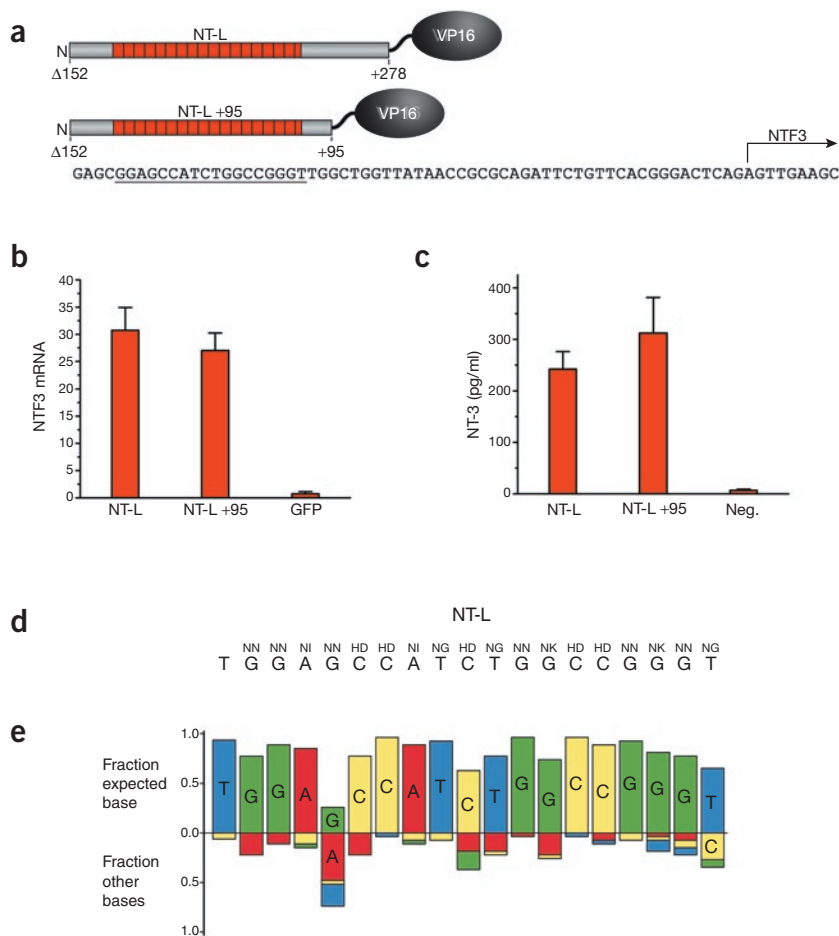 a
NT-L
VP16
N
Δ152
+278
NT-L +95
VP16
N
Δ152
+95
NTF3
GAGCGGAGCCATCTGGCCGGGTTGGCTGGTTATAACCGCGCAGATTCTGTTCACGGGACTCAGAGTTGAAGC
b
NTF3 mRNA
40
35
30
25
20
15
10
5
0
NT-L NT-L +95 GFP
c
NT-3 (pg/ml)
400
300
200
100
0
NT-L NT-L +95 Neg.
d
NT-L
NN NN NI NN HD HD NI NG HD NG NN NK HD HD NN NK NN NG
T G G A G C C A T C T G G C C G G G T
e
Fraction
expected
base
Fraction
other
bases
1.0
0.5
0.0
0.5
1.0
T G G A G C C A T C T G G C C G G G T
A C